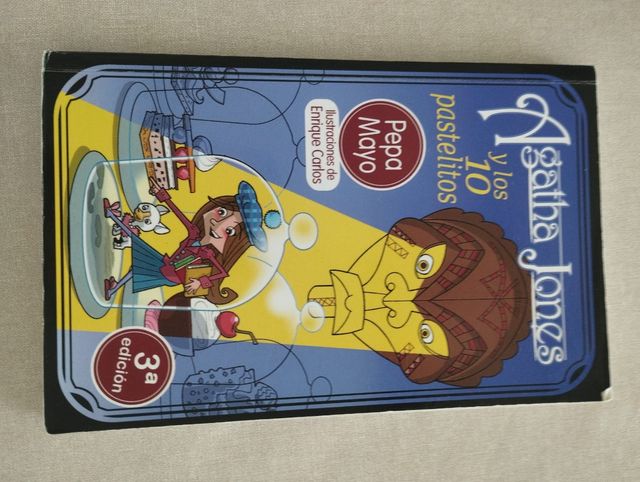 Agatha Jones
y los
10
pastelitos
Pepa
Mayo
Ilustraciones de
Enrique Carlos
3ª
edición